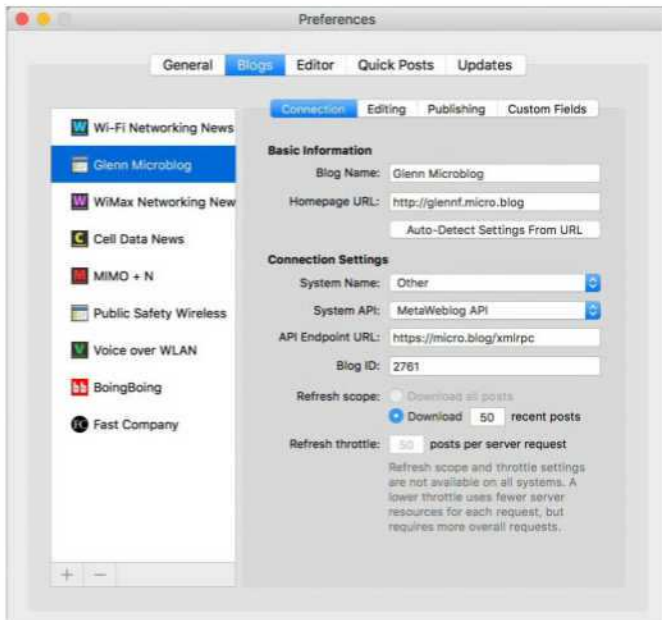 Preferences
General Blogs Editor Quick Posts Updates
W Wi-Fi Networking News
Glenn Microblog
W WiMax Networking New
C Cell Data News
M MIMO + N
Public Safety Wireless
V Voice over WLAN
bb BoingBoing
FC Fast Company
+ −
Connection Editing Publishing Custom Fields
Basic Information
Blog Name: Glenn Microblog
Homepage URL: http://glennf.micro.blog
Auto-Detect Settings From URL
Connection Settings
System Name: Other
System API: MetaWeblog API
API Endpoint URL: https://micro.blog/xmlrpc
Blog ID: 2761
Refresh scope: Download all posts
Download 50 recent posts
Refresh throttle: 50 posts per server request
Refresh scope and throttle settings
are not available on all systems. A
lower throttle uses fewer server
resources for each request, but
requires more overall requests.